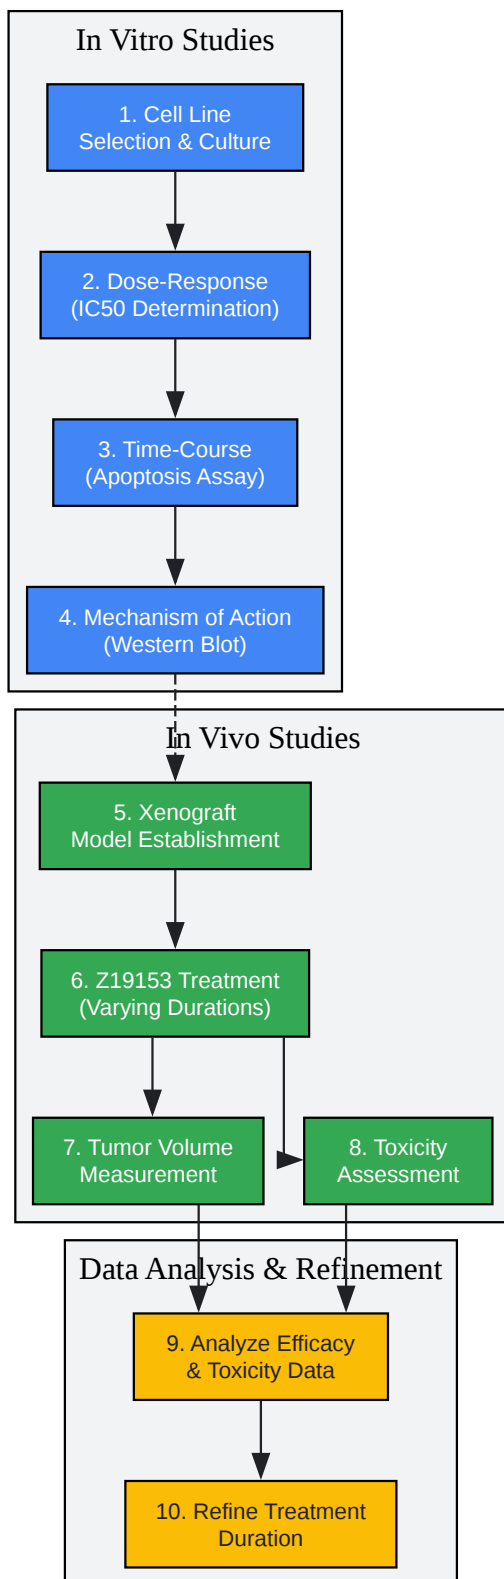 In Vitro Studies
1. Cell Line
Selection & Culture
2. Dose-Response
(IC50 Determination)
3. Time-Course
(Apoptosis Assay)
4. Mechanism of Action
(Western Blot)
In Vivo Studies
5. Xenograft
Model Establishment
6. Z19153 Treatment
(Varying Durations)
7. Tumor Volume
Measurement
8. Toxicity
Assessment
Data Analysis & Refinement
9. Analyze Efficacy
& Toxicity Data
10. Refine Treatment
Duration